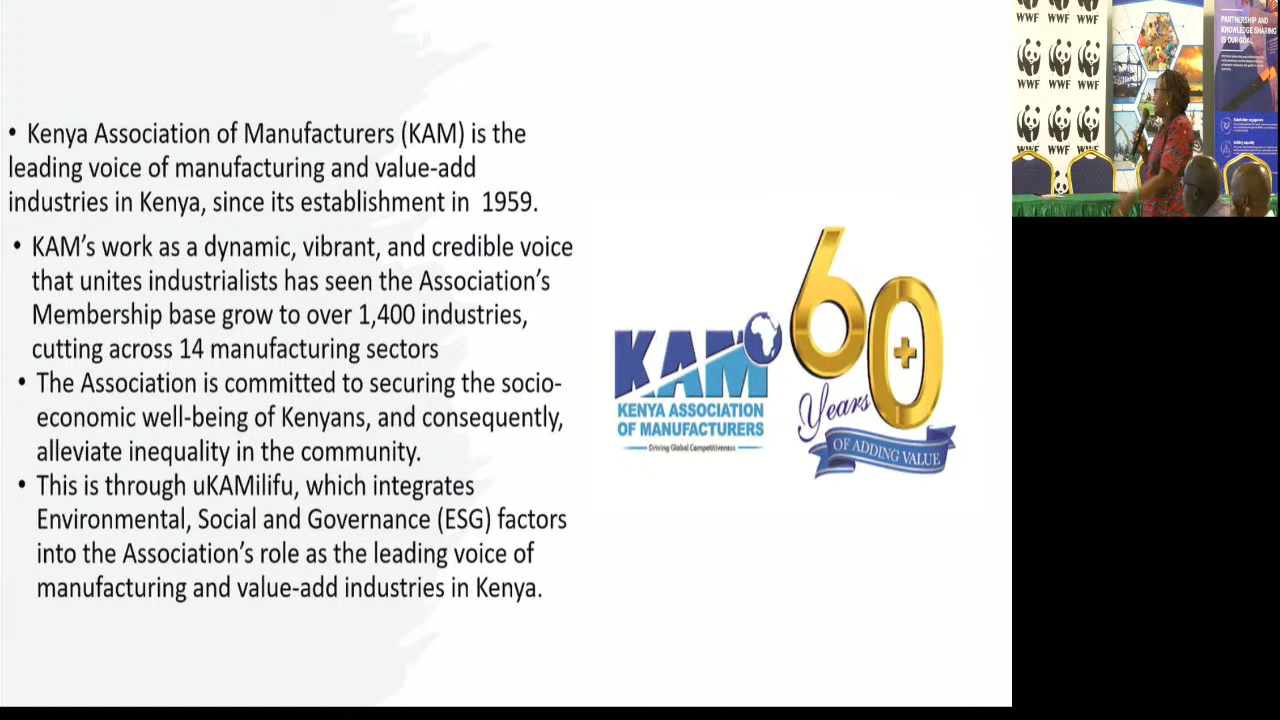 • Kenya Association of Manufacturers (KAM) is the
leading voice of manufacturing and value-add
industries in Kenya, since its establishment in 1959.
• KAM's work as a dynamic, vibrant, and credible voice
that unites industrialists has seen the Association's
Membership base grow to over 1,400 industries,
cutting across 14 manufacturing sectors
• The Association is committed to securing the socio-
economic well-being of Kenyans, and consequently,
alleviate inequality in the community.
• This is through uKAMilifu, which integrates
Environmental, Social and Governance (ESG) factors
into the Association's role as the leading voice of
manufacturing and value-add industries in Kenya.
KAM
KENYA ASSOCIATION
OF MANUFACTURERS
Driving Global Competitiveness
60+
Years
OF ADDING VALUE
WWF WWF WWF
WWF WWF WWF
WWF WWF WWF
PARTNERSHIP AND
KNOWLEDGE SHARING
IS OUR GOAL